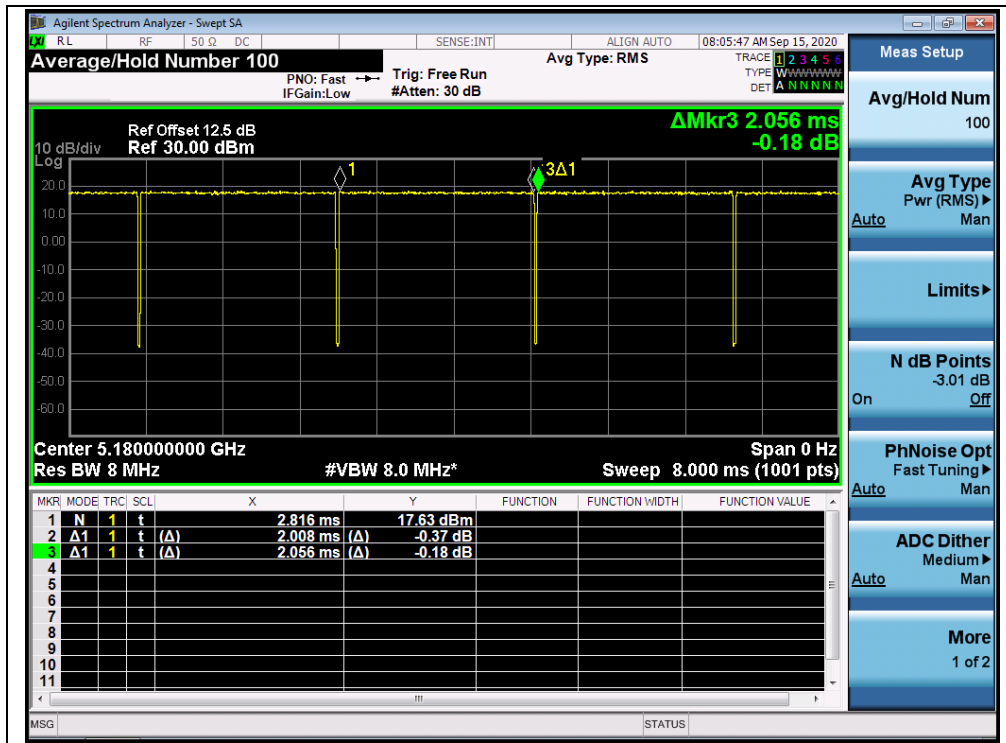 Agilent Spectrum Analyzer - Swept SA
LXI RL RF 50 Ω DC SENSE:INT ALIGN AUTO 08:05:47 AM Sep 15, 2020
Average/Hold Number 100
Avg Type: RMS
TRACE 1 2 3 4 5 6
PNO: Fast Trig: Free Run
TYPE WWWWWWW
IFGain:Low #Atten: 30 dB
DET A N N N N N
ΔMkr3 2.056 ms
-0.18 dB
Ref Offset 12.5 dB
10 dB/div Ref 30.00 dBm
Log
1
3Δ1
20.0
10.0
0.00
-10.0
-20.0
-30.0
-40.0
-50.0
-60.0
Center 5.180000000 GHz Span 0 Hz
Res BW 8 MHz #VBW 8.0 MHz* Sweep 8.000 ms (1001 pts)
MKR MODE TRC SCL X Y FUNCTION FUNCTION WIDTH FUNCTION VALUE
1 N 1 t 2.816 ms 17.63 dBm
2 Δ1 1 t (Δ) 2.008 ms (Δ) -0.37 dB
3 Δ1 1 t (Δ) 2.056 ms (Δ) -0.18 dB
4
5
6
7
8
9
10
11
MSG STATUS
Meas Setup
Avg/Hold Num
100
Avg Type
Pwr (RMS)
Auto Man
Limits
N dB Points
-3.01 dB
On Off
PhNoise Opt
Fast Tuning
Auto Man
ADC Dither
Medium
Auto Man
More
1 of 2